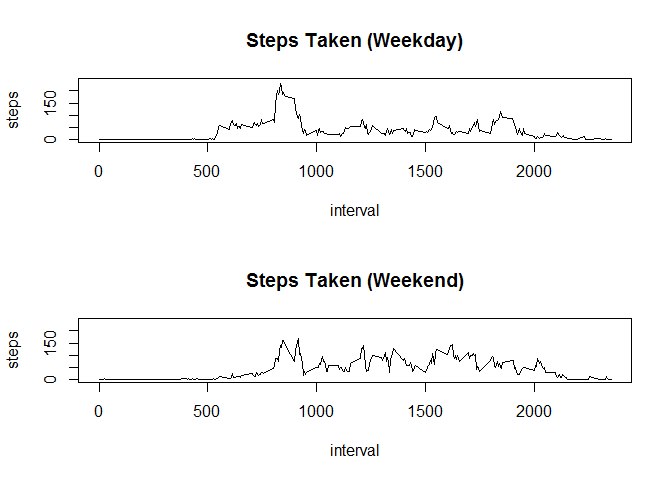 Steps Taken (Weekday)
steps
150
0
0 500 1000 1500 2000
interval
Steps Taken (Weekend)
steps
150
0
0 500 1000 1500 2000
interval